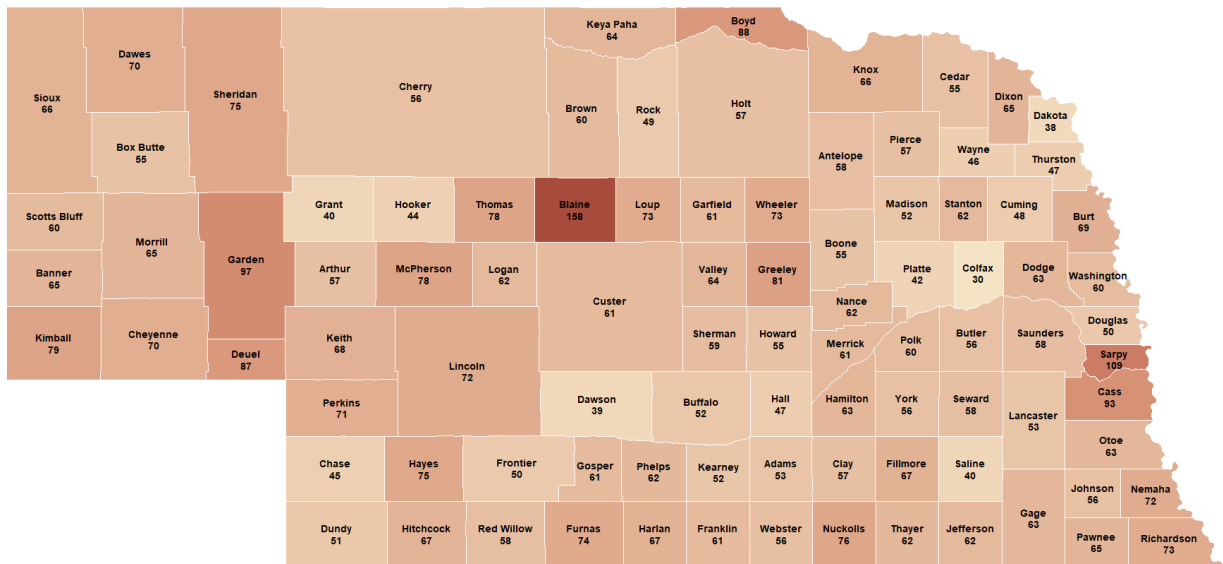 Keya Paha
64
Boyd
88
Dawes
70
Sioux
66
Sheridan
75
Cherry
56
Brown
60
Rock
49
Holt
57
Knox
66
Cedar
55
Dixon
65
Dakota
38
Box Butte
55
Antelope
58
Pierce
57
Wayne
46
Thurston
47
Grant
40
Hooker
44
Thomas
78
Blaine
158
Loup
73
Garfield
61
Wheeler
73
Madison
52
Stanton
62
Cuming
48
Burt
69
Scotts Bluff
60
Morrill
65
Garden
97
Boone
55
Banner
65
Arthur
57
McPherson
78
Logan
62
Custer
61
Valley
64
Greeley
81
Platte
42
Colfax
30
Dodge
63
Washington
60
Nance
62
Kimball
79
Cheyenne
70
Deuel
87
Keith
68
Lincoln
72
Sherman
59
Howard
55
Merrick
61
Polk
60
Butler
56
Saunders
58
Douglas
50
Sarpy
109
Perkins
71
Dawson
39
Buffalo
52
Hall
47
Hamilton
63
York
56
Seward
58
Lancaster
53
Cass
93
Otoe
63
Chase
45
Hayes
75
Frontier
50
Gosper
61
Phelps
62
Kearney
52
Adams
53
Clay
57
Fillmore
67
Saline
40
Gage
63
Johnson
56
Nemaha
72
Dundy
51
Hitchcock
67
Red Willow
58
Furnas
74
Harlan
67
Franklin
61
Webster
56
Nuckolls
76
Thayer
62
Jefferson
62
Pawnee
65
Richardson
73